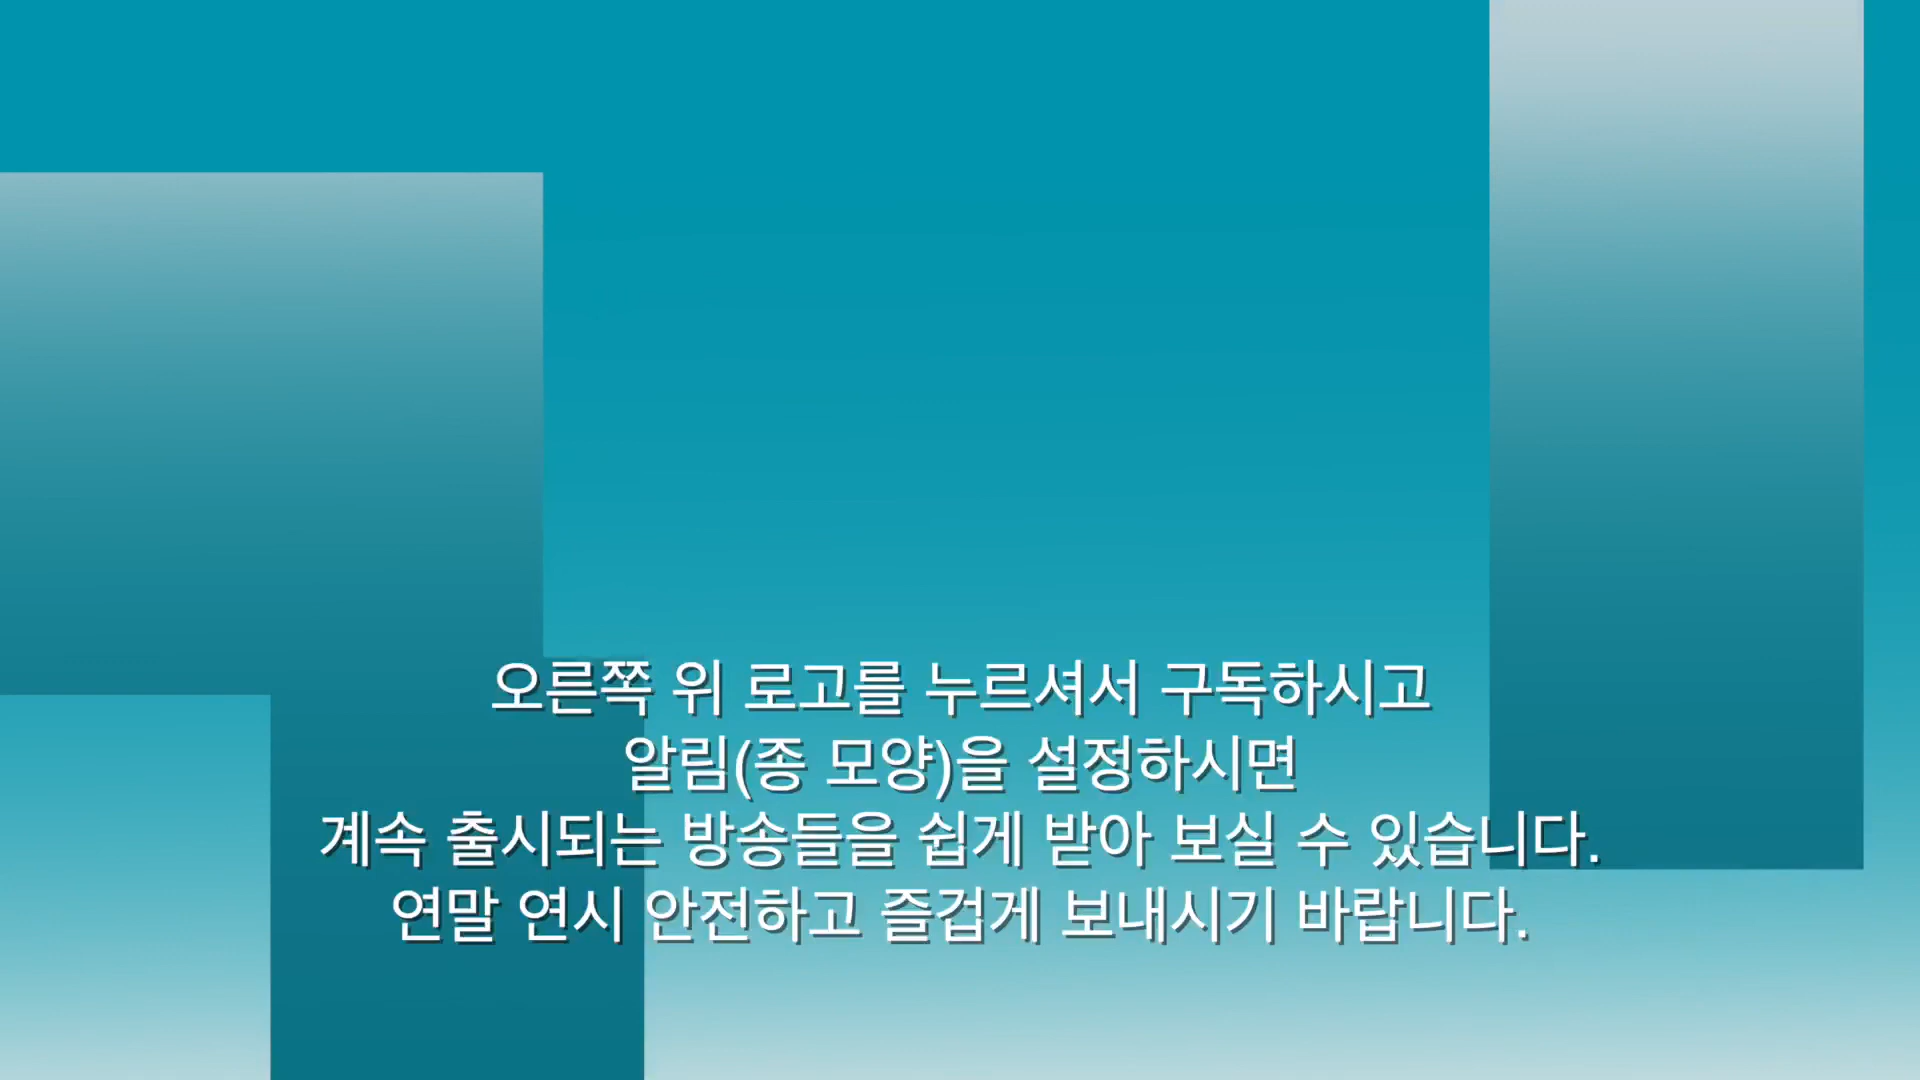 오른쪽 위 로고를 누르셔서 구독하시고
알림(종 모양)을 설정하시면
계속 출시되는 방송들을 쉽게 받아 보실 수 있습니다.
연말 연시 안전하고 즐겁게 보내시기 바랍니다.